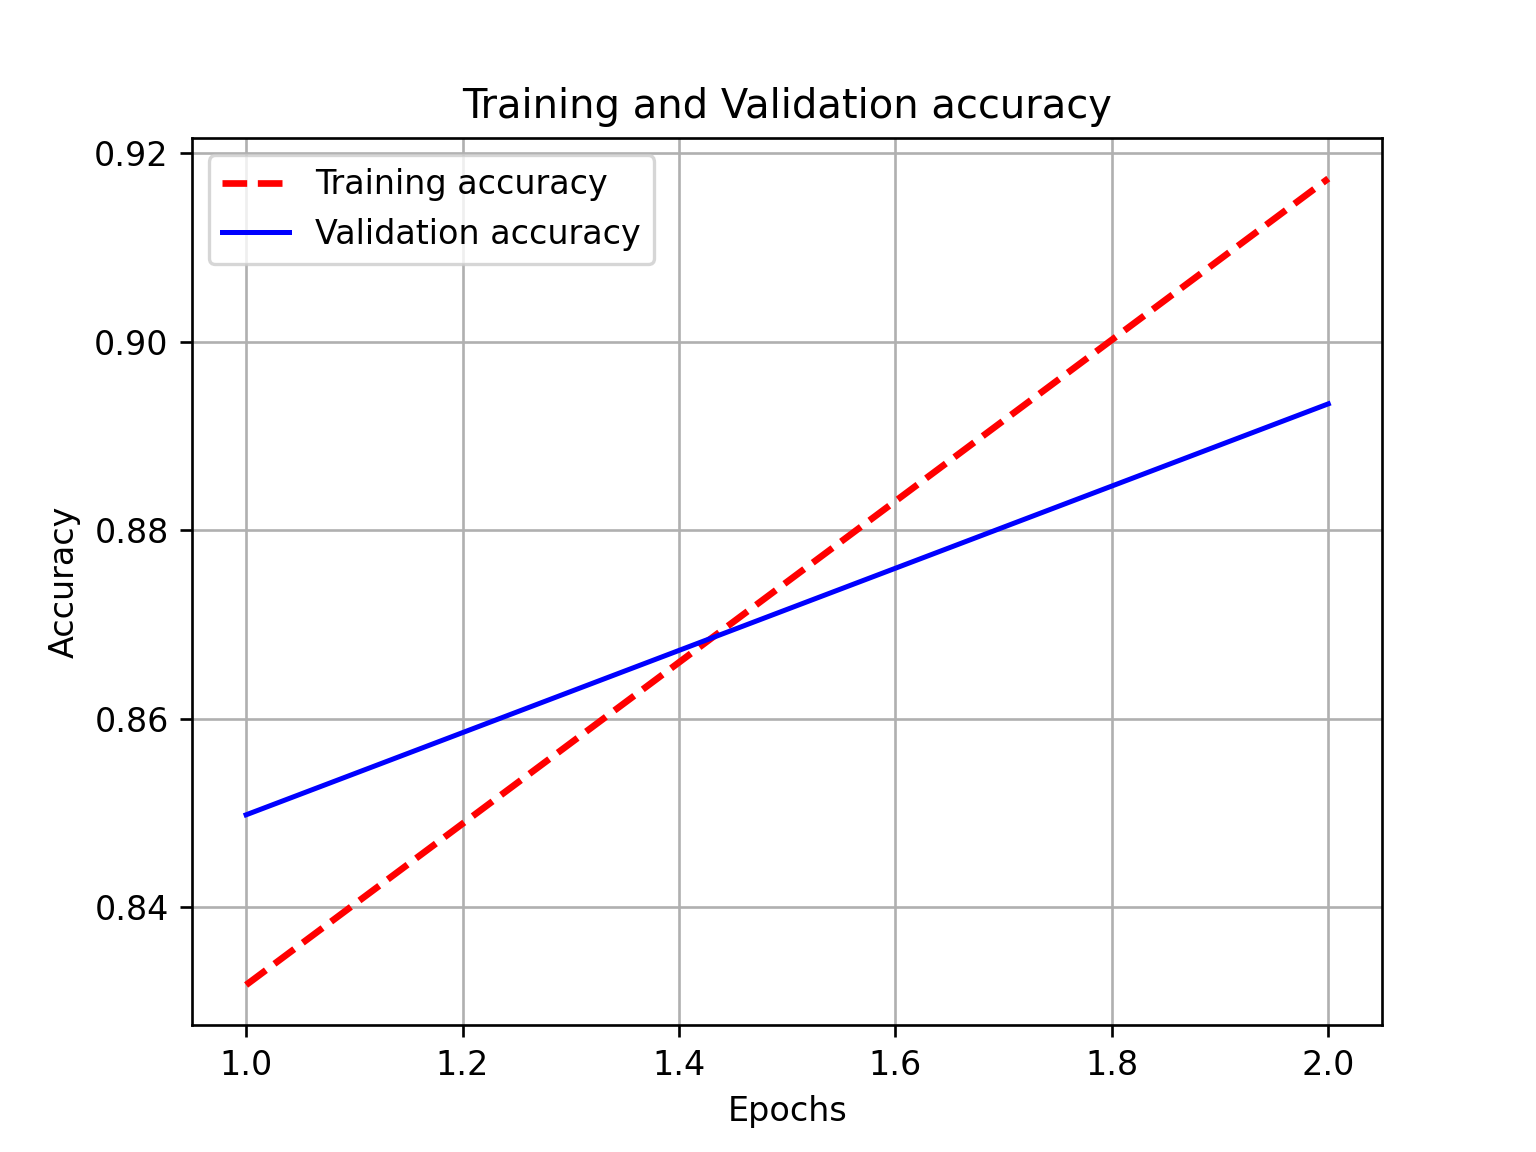 Training and Validation accuracy
Training accuracy
Validation accuracy
0.92
0.90
0.88
0.86
0.84
Accuracy
1.0 1.2 1.4 1.6 1.8 2.0
Epochs